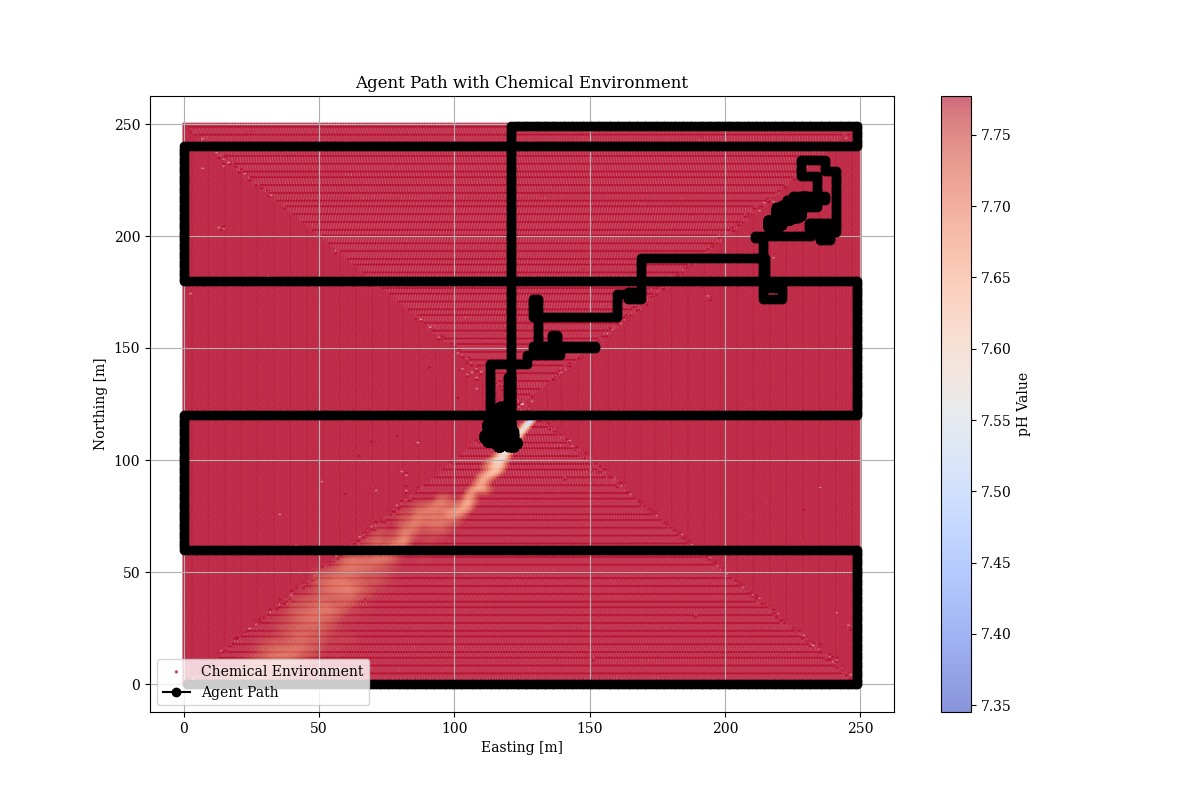 Agent Path with Chemical Environment
250
200
150
100
50
0
Northing [m]
0 50 100 150 200 250
Easting [m]
Chemical Environment
Agent Path
7.75
7.70
7.65
7.60
7.55
7.50
7.45
7.40
7.35
pH Value